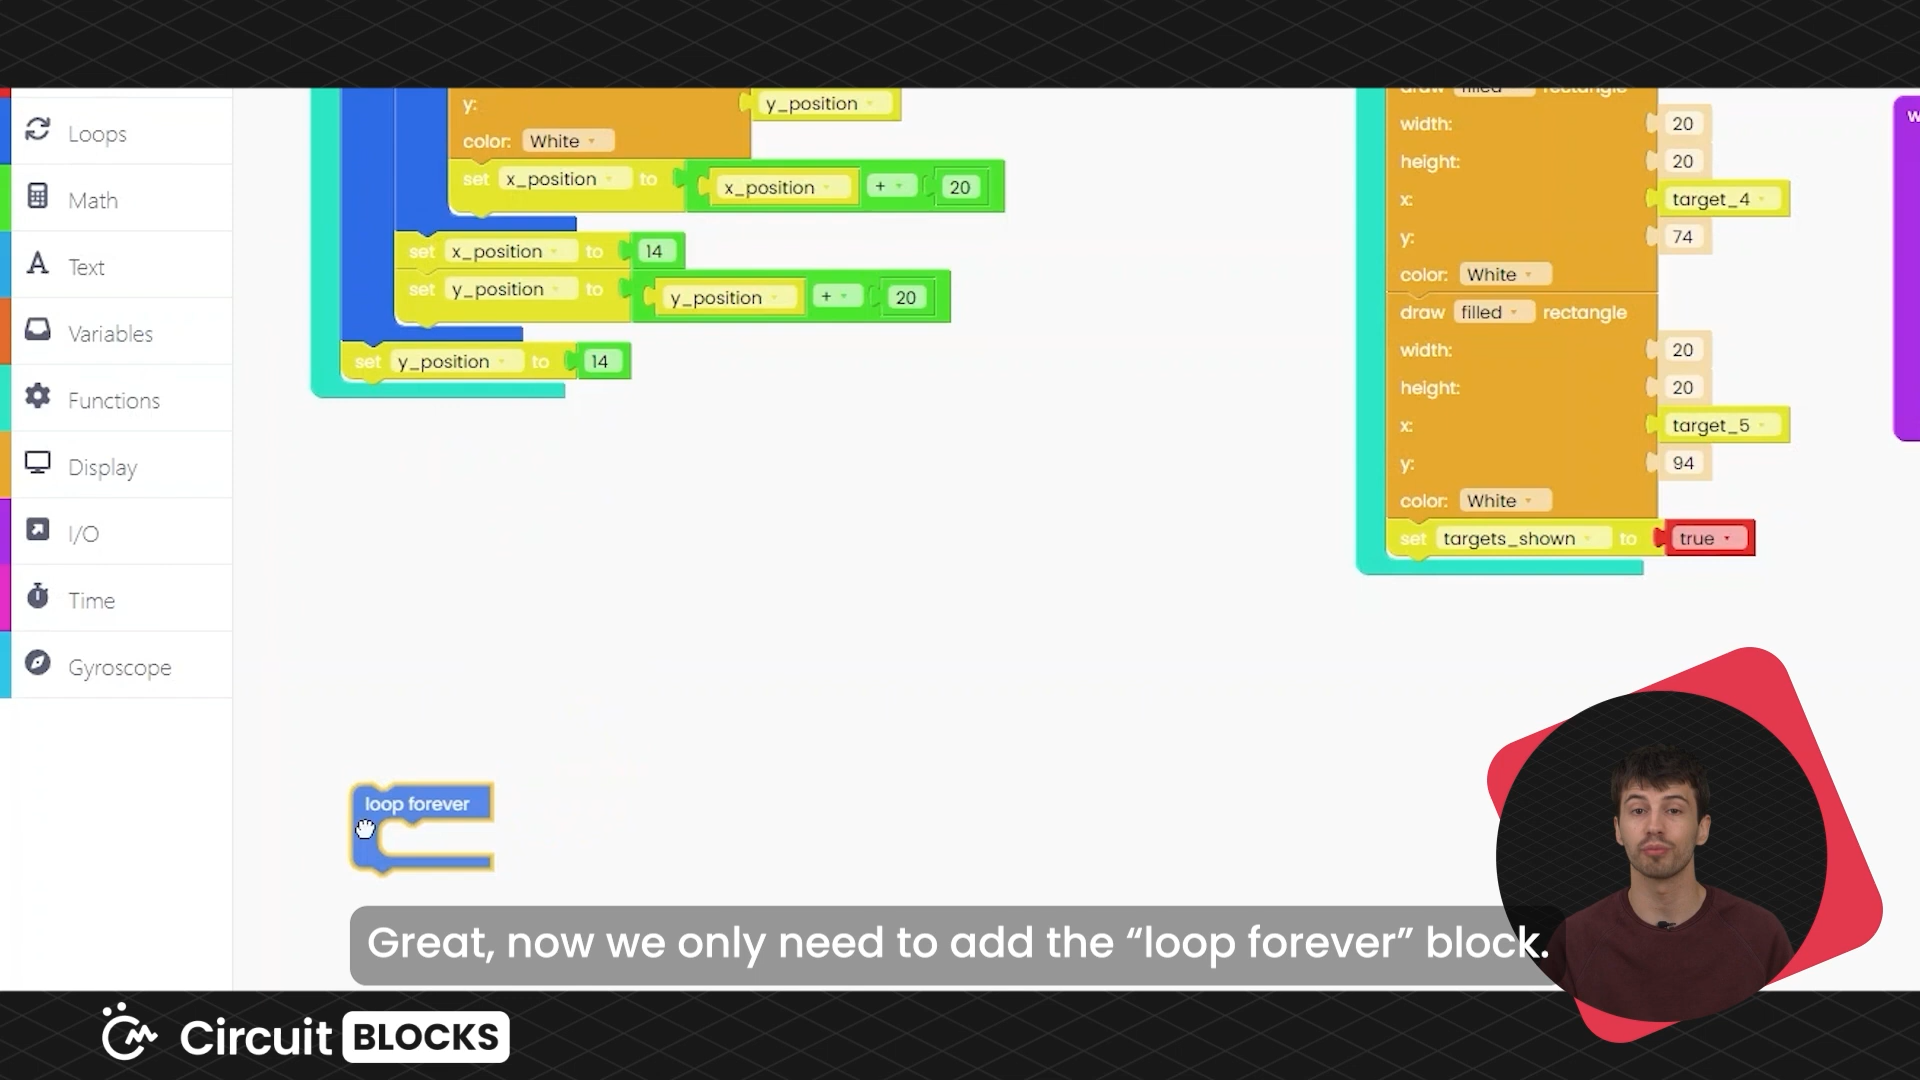 Loops
Math
Text
Variables
Functions
Display
I/O
Time
Gyroscope
y: y_position
color: White
set x_position to x_position + 20
set x_position to 14
set y_position to y_position + 20
set y_position to 14
draw filled rectangle
width: 20
height: 20
x: target_4
y: 74
color: White
draw filled rectangle
width: 20
height: 20
x: target_5
y: 94
color: White
set targets_shown to true
loop forever
Great, now we only need to add the “loop forever” block.
Circuit BLOCKS